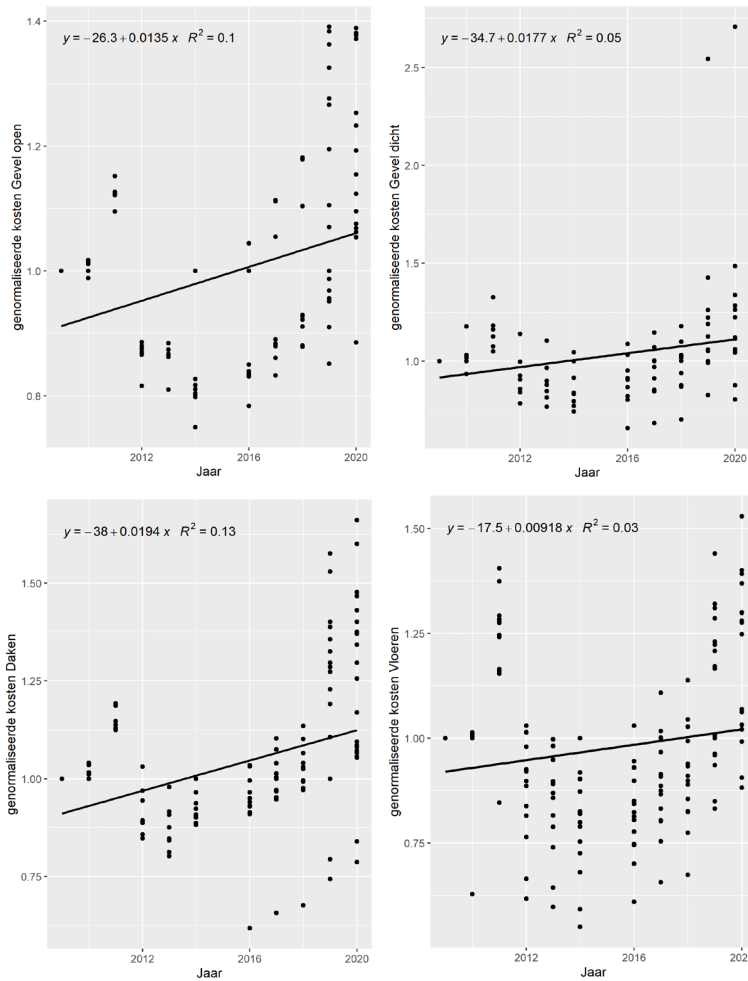 y = −26.3 + 0.0135 x R² = 0.1
1.4
1.2
1.0
0.8
genormaliseerde kosten Gevel open
2012
2016
2020
Jaar
y = −34.7 + 0.0177 x R² = 0.05
2.5
2.0
1.5
1.0
genormaliseerde kosten Gevel dicht
2012
2016
2020
Jaar
y = −38 + 0.0194 x R² = 0.13
1.50
1.25
1.00
0.75
genormaliseerde kosten Daken
2012
2016
2020
Jaar
y = −17.5 + 0.00918 x R² = 0.03
1.50
1.25
1.00
0.75
genormaliseerde kosten Vloeren
2012
2016
202
Jaar